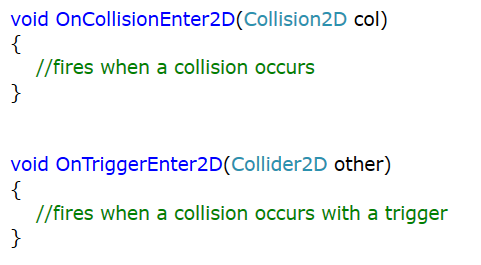 void OnCollisionEnter2D(Collision2D col)
{
//fires when a collision occurs
}
void OnTriggerEnter2D(Collider2D other)
{
//fires when a collision occurs with a trigger
}